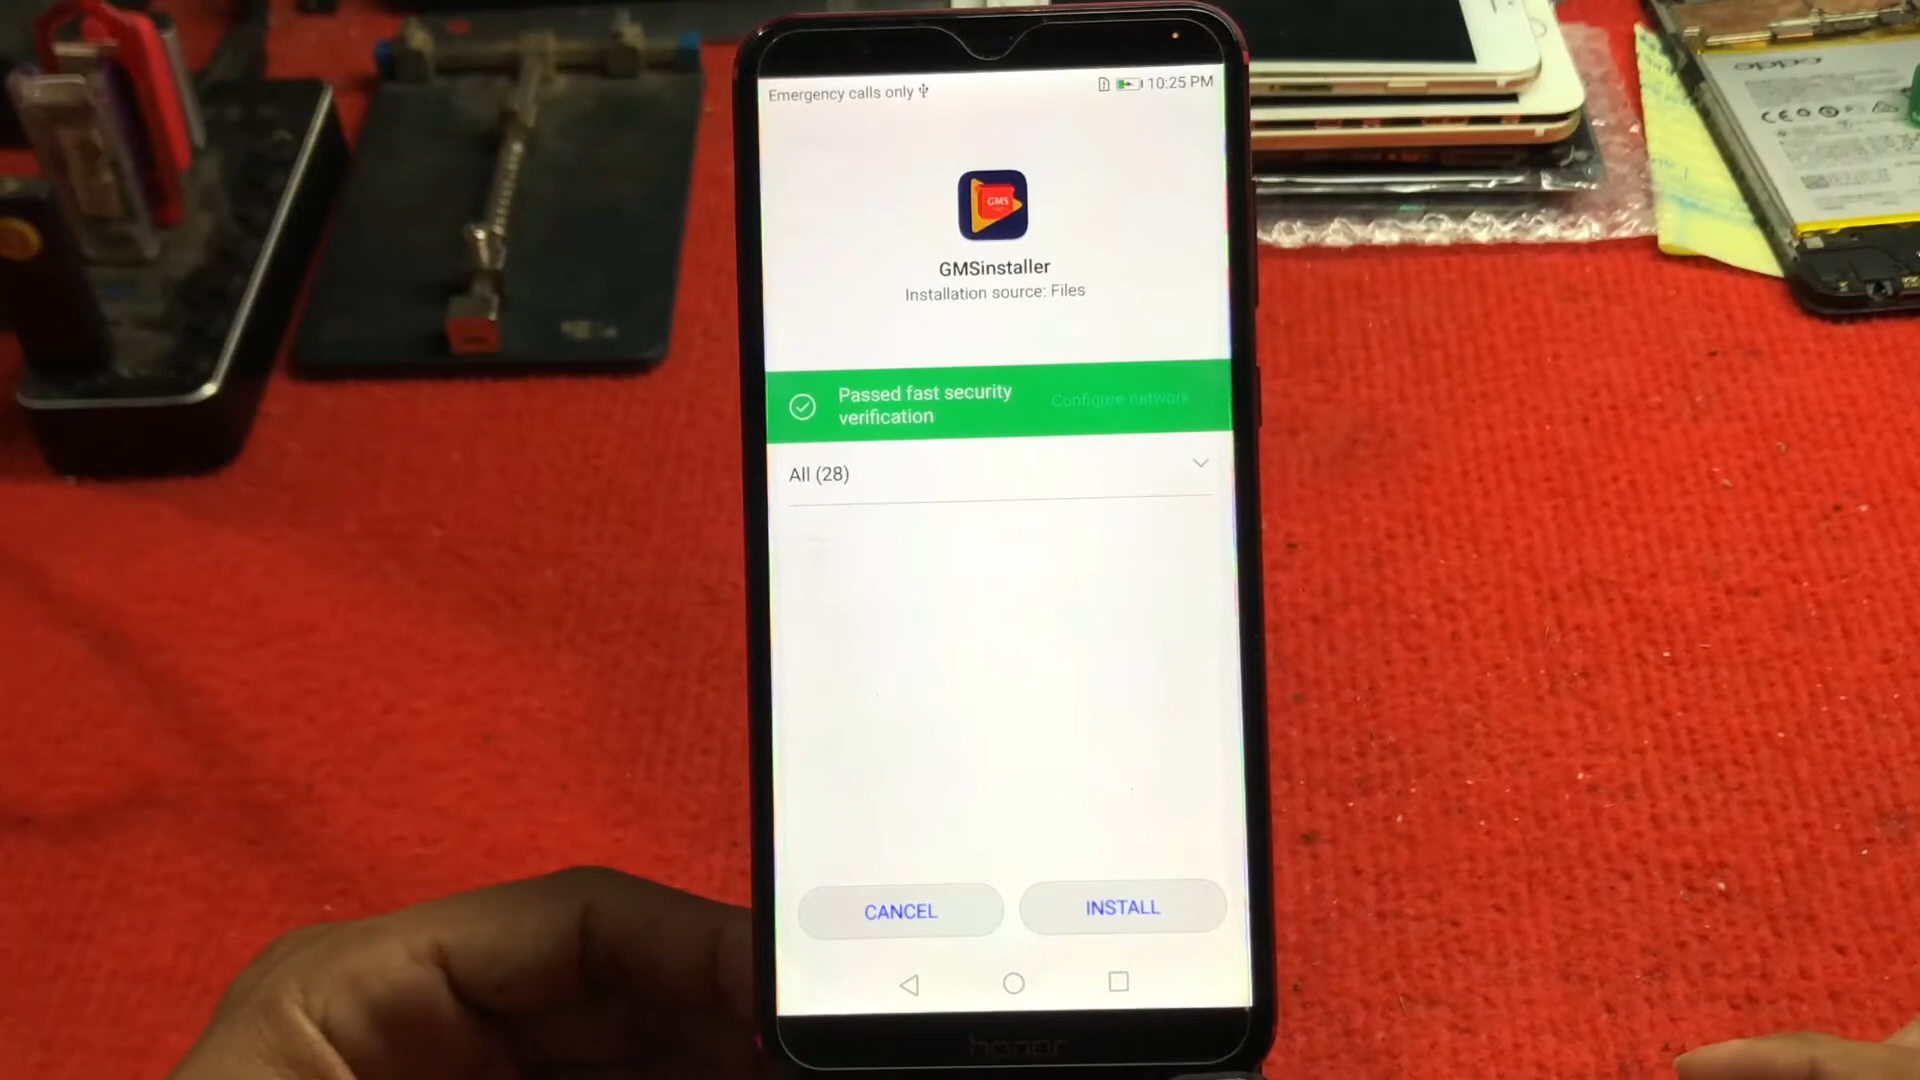 Emergency calls only
10:25 PM
GMS
GMSinstaller
Installation source: Files
Passed fast security
verification
Configure network
All (28)
CANCEL
INSTALL
honor
oppo